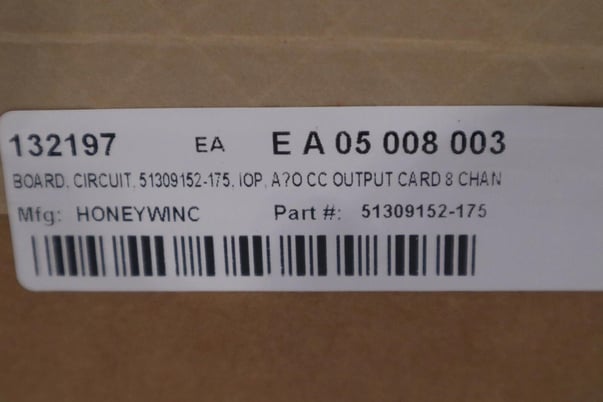 132197 EA E A 05 008 003
BOARD, CIRCUIT, 51309152-175, IOP, A?O CC OUTPUT CARD 8 CHAN
Mfg: HONEYWINC Part #: 51309152-175